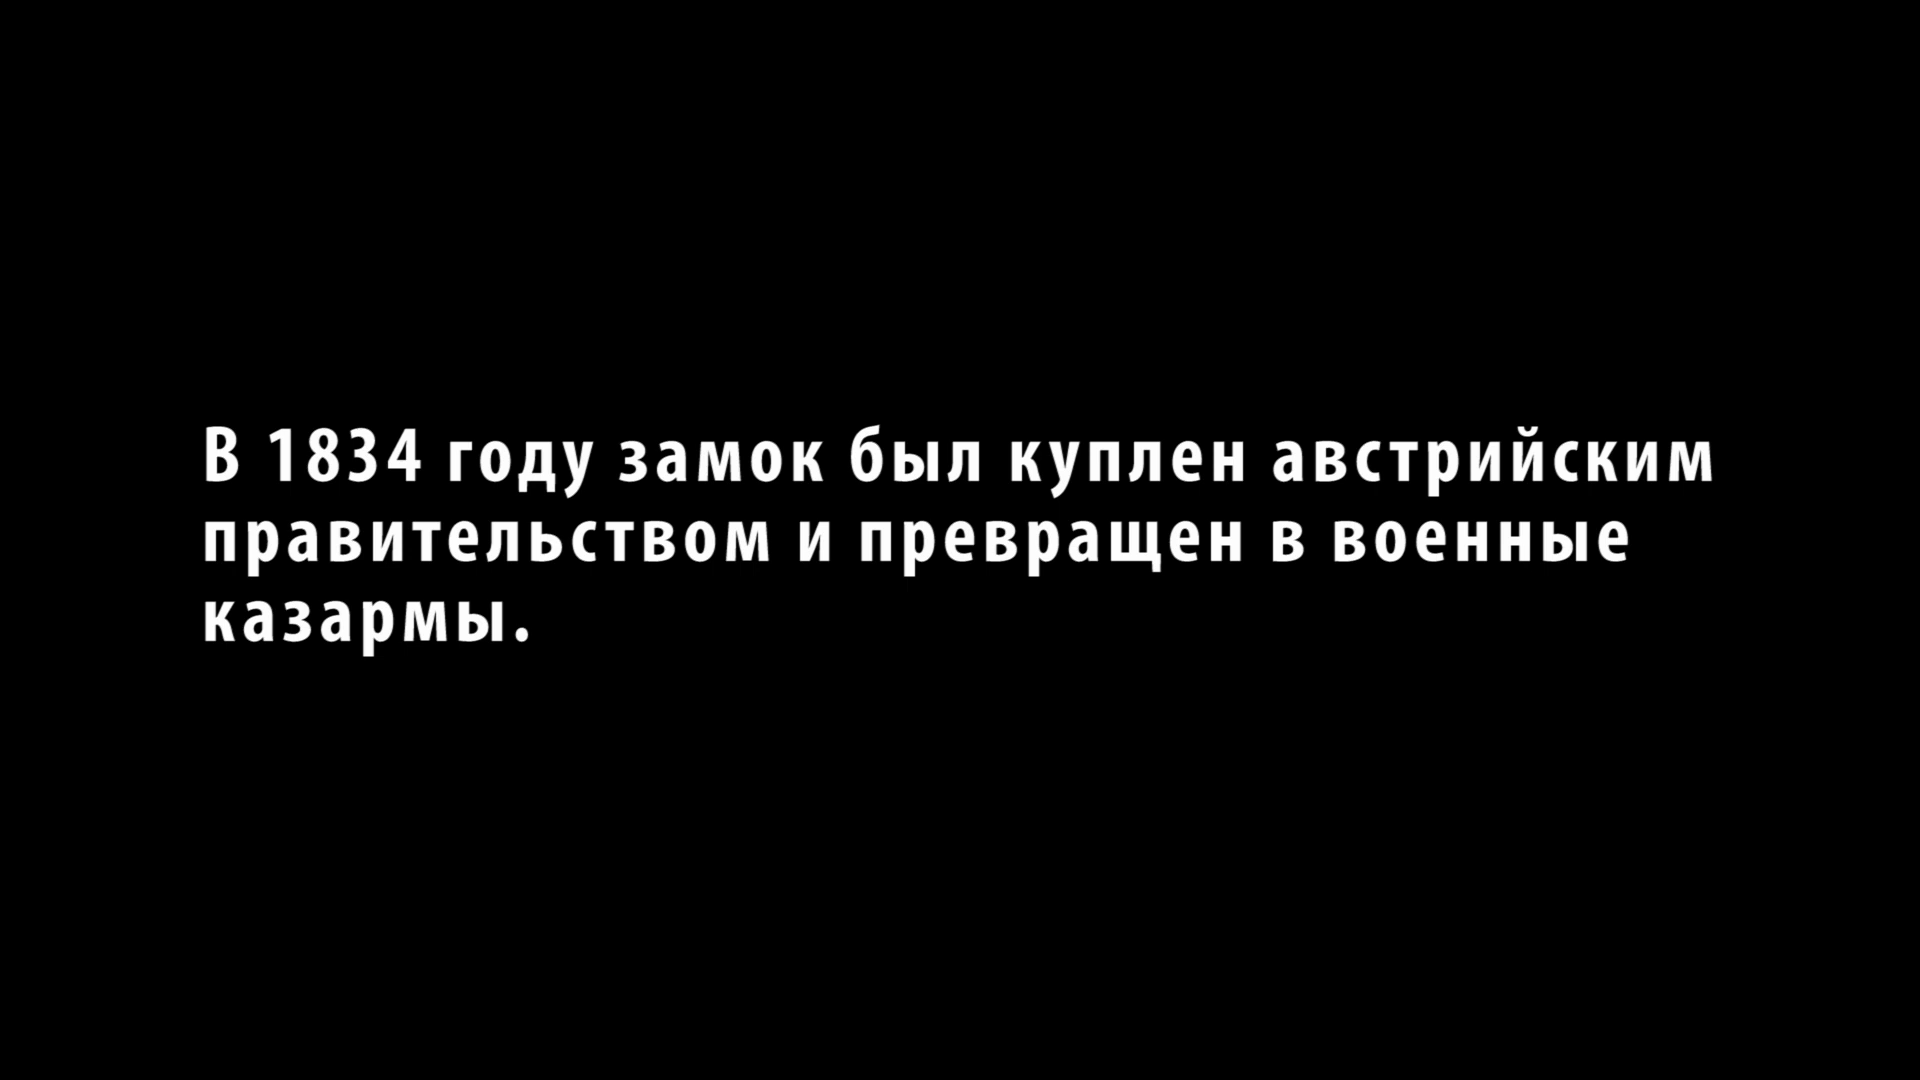 В 1834 году замок был куплен австрийским
правительством и превращен в военные
казармы.